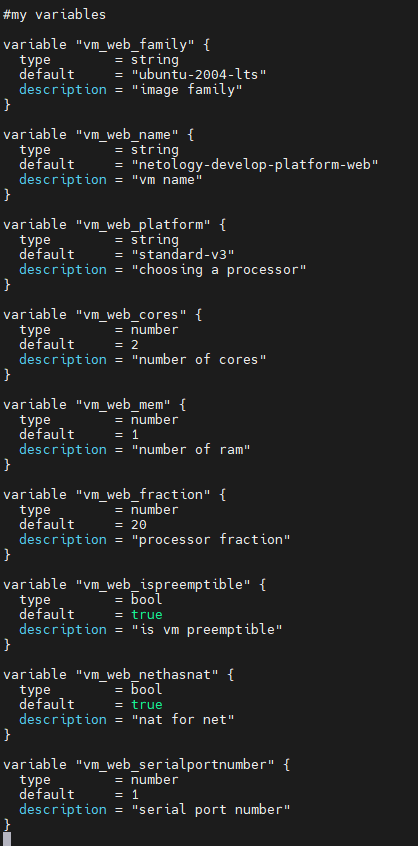 #my variables

variable "vm_web_family" {
  type        = string
  default     = "ubuntu-2004-lts"
  description = "image family"
}

variable "vm_web_name" {
  type        = string
  default     = "netology-develop-platform-web"
  description = "vm name"
}

variable "vm_web_platform" {
  type        = string
  default     = "standard-v3"
  description = "choosing a processor"
}

variable "vm_web_cores" {
  type        = number
  default     = 2
  description = "number of cores"
}

variable "vm_web_mem" {
  type        = number
  default     = 1
  description = "number of ram"
}

variable "vm_web_fraction" {
  type        = number
  default     = 20
  description = "processor fraction"
}

variable "vm_web_ispreemptible" {
  type        = bool
  default     = true
  description = "is vm preemptible"
}

variable "vm_web_nethasnat" {
  type        = bool
  default     = true
  description = "nat for net"
}

variable "vm_web_serialportnumber" {
  type        = number
  default     = 1
  description = "serial port number"
}